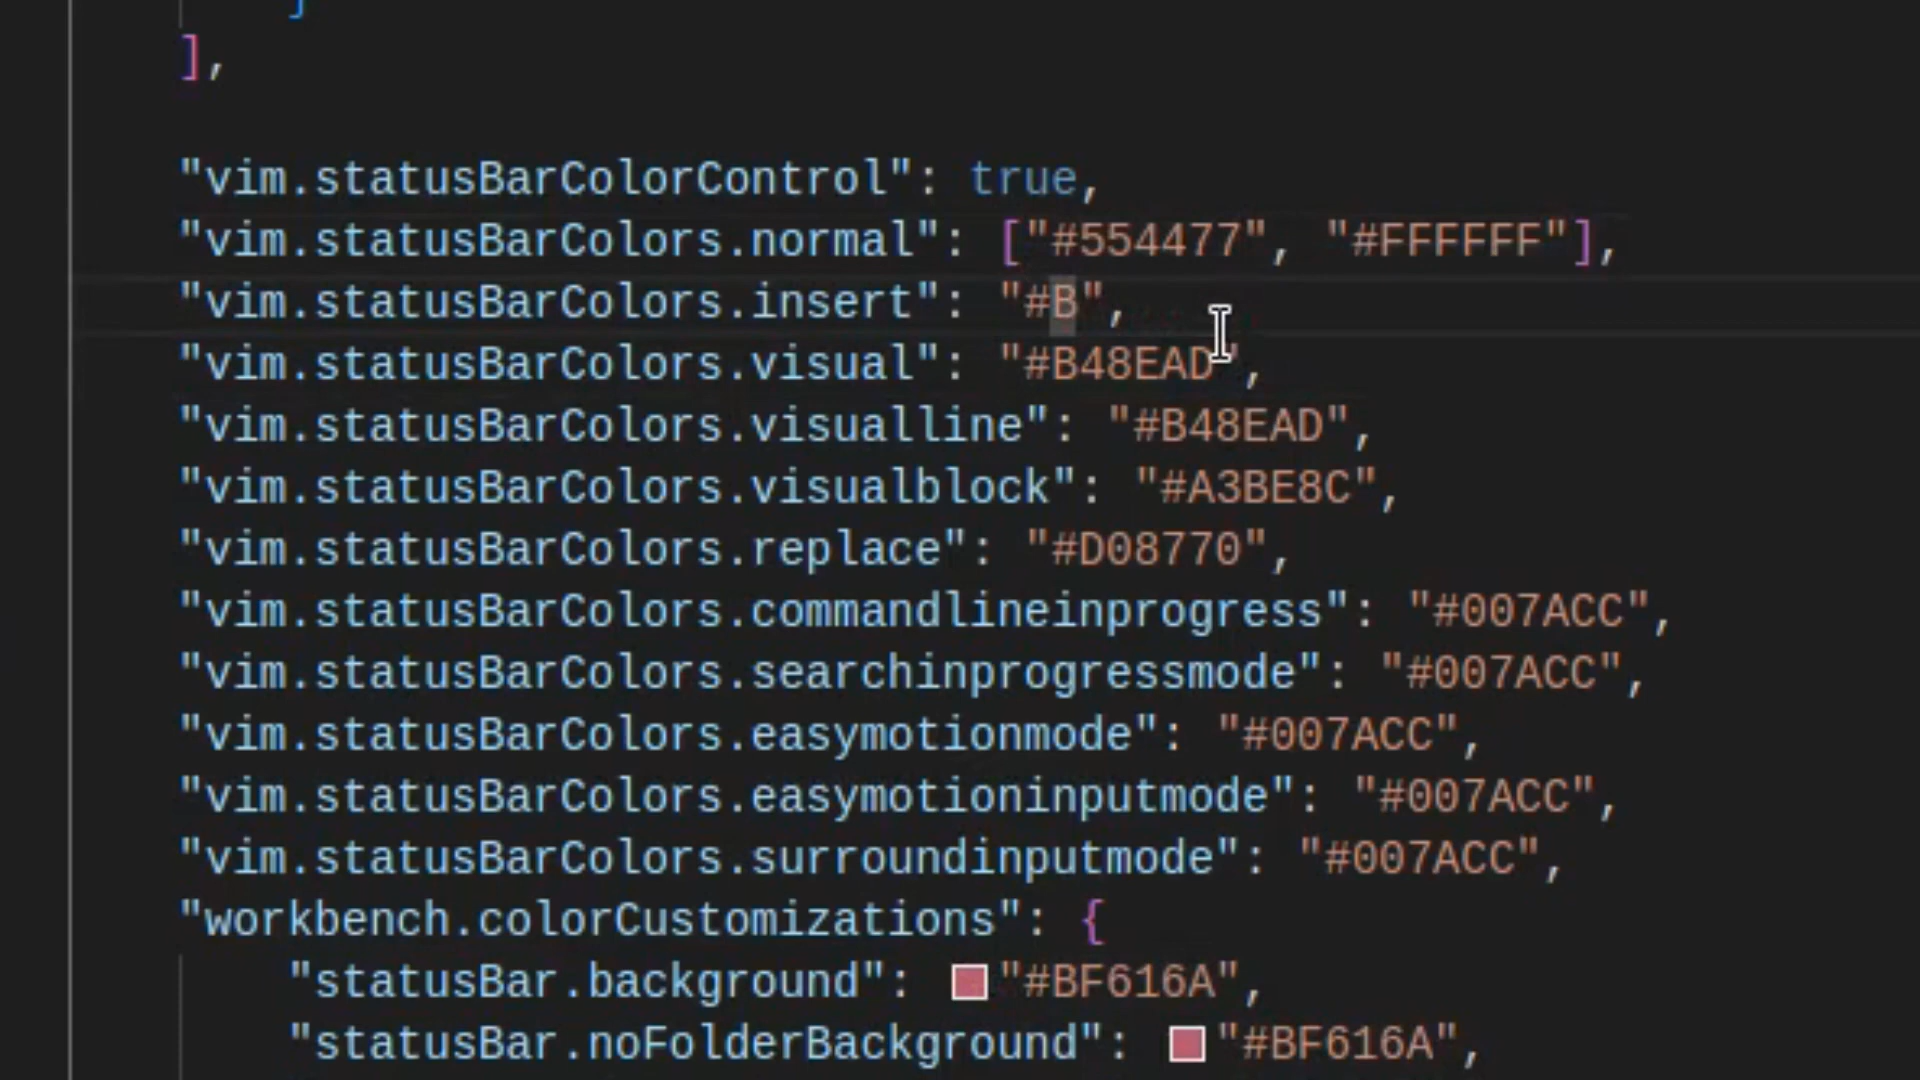 }
],
"vim.statusBarColorControl": true,
"vim.statusBarColors.normal": ["#554477", "#FFFFFF"],
"vim.statusBarColors.insert": "#B",
"vim.statusBarColors.visual": "#B48EAD",
"vim.statusBarColors.visualline": "#B48EAD",
"vim.statusBarColors.visualblock": "#A3BE8C",
"vim.statusBarColors.replace": "#D08770",
"vim.statusBarColors.commandlineinprogress": "#007ACC",
"vim.statusBarColors.searchinprogressmode": "#007ACC",
"vim.statusBarColors.easymotionmode": "#007ACC",
"vim.statusBarColors.easymotioninputmode": "#007ACC",
"vim.statusBarColors.surroundinputmode": "#007ACC",
"workbench.colorCustomizations": {
"statusBar.background": "#BF616A",
"statusBar.noFolderBackground": "#BF616A",